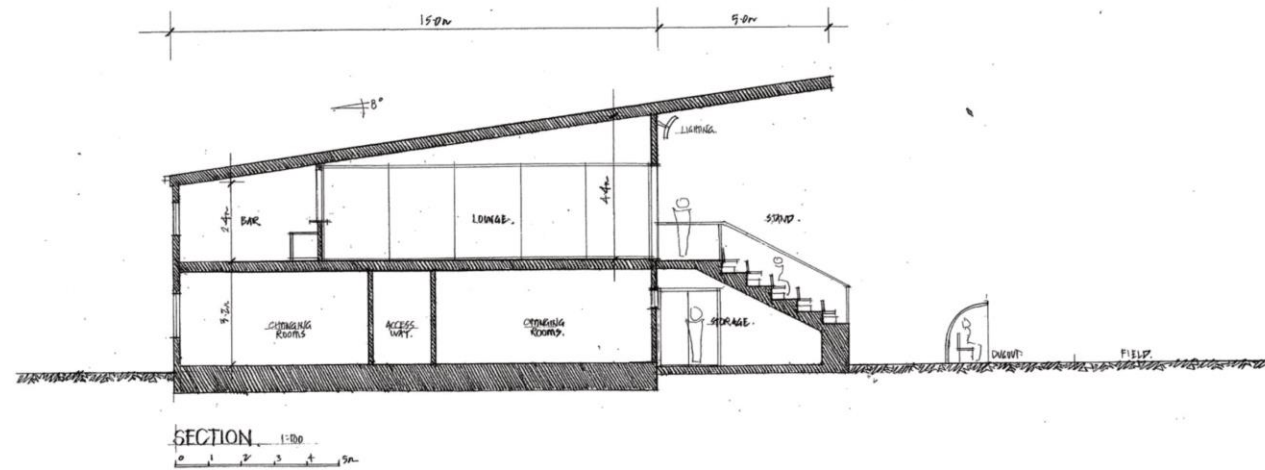 15.0m
5.0m
8°
LIGHTING.
2.4m
BAR.
LOUNGE.
4.4m
STAND.
3.2m
CHANGING
ROOMS
ACCESS
WAY.
CHANGING
ROOMS.
STORAGE.
DUGOUT.
FIELD.
SECTION. 1:100
0 1 2 3 4 5m